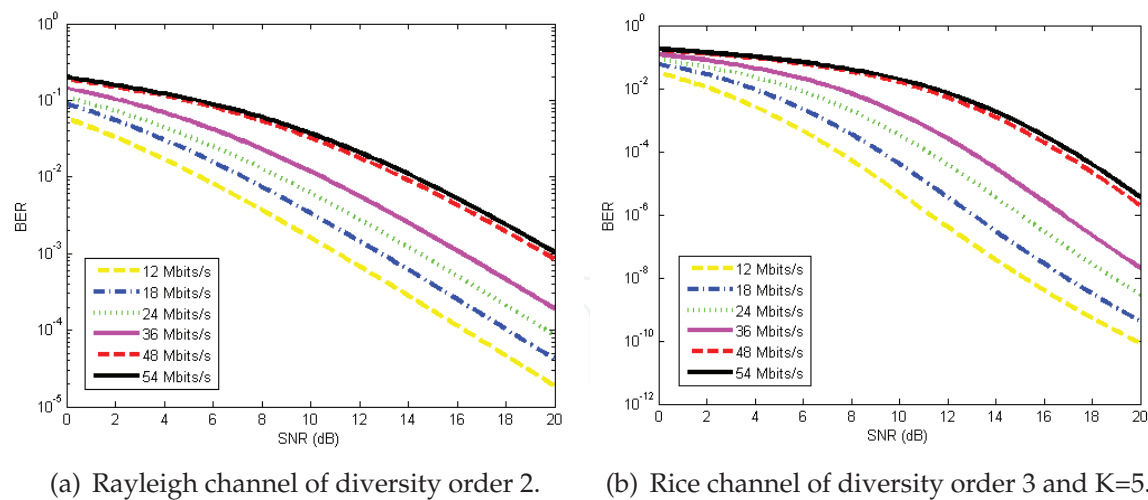 10^0
10^-1
10^-2
10^-3
10^-4
10^-5
BER
0 2 4 6 8 10 12 14 16 18 20
SNR (dB)
12 Mbits/s
18 Mbits/s
24 Mbits/s
36 Mbits/s
48 Mbits/s
54 Mbits/s
(a) Rayleigh channel of diversity order 2.
10^0
10^-2
10^-4
10^-6
10^-8
10^-10
10^-12
BER
0 2 4 6 8 10 12 14 16 18 20
SNR (dB)
12 Mbits/s
18 Mbits/s
24 Mbits/s
36 Mbits/s
48 Mbits/s
54 Mbits/s
(b) Rice channel of diversity order 3 and K=5